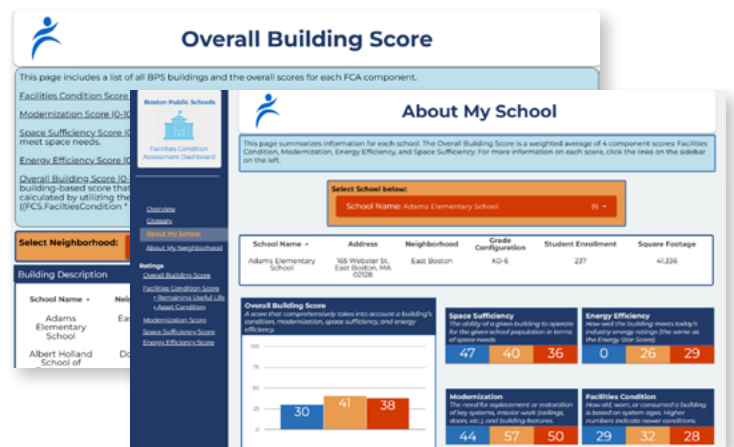 Overall Building Score
This page includes a list of all BPS buildings and the overall scores for each FCA component.
Facilities Condition Score
Modernization Score (0-10
Space Sufficiency Score (0
meet space needs.
Energy Efficiency Score (0
Overall Building Score (0-
building-based score that
calculated by utilizing the
((FCS.FacilitiesCondition *
Select Neighborhood:
Building Description
School Name
Adams
Elementary
School
Albert Holland
School of
Boston Public Schools
Facilities Condition
Assessment Dashboard
Overview
Glossary
About My School
About My Neighborhood
Ratings
Overall Building Score
Facilities Condition Score
• Remaining Useful Life
• Asset Condition
Modernization Score
Space Sufficiency Score
Energy Efficiency Score
About My School
This page summarizes information for each school. The Overall Building Score is a weighted average of 4 component scores: Facilities
Condition, Modernization, Energy Efficiency, and Space Sufficiency. For more information on each score, click the links on the sidebar
on the left.
Select School below:
School Name: Adams Elementary School (1)
School Name Address Neighborhood Grade Configuration Student Enrollment Square Footage
Adams Elementary School 165 Webster St. East Boston, MA 02128 East Boston K0-6 237 41,336
Overall Building Score
A score that comprehensively takes into account a building's
condition, modernization, space sufficiency, and energy
efficiency.
100
75
50
25
0
30 41 38
Space Sufficiency
The ability of a given building to operate
for the given school population in terms
of space needs.
47 40 36
Energy Efficiency
How well the building meets today's
industry energy ratings (the same as
the Energy Star Score).
0 26 29
Modernization
The need for replacement or restoration
of key systems, interior work (ceilings,
doors, etc.), and building features.
44 57 50
Facilities Condition
How old, worn, or consumed a building
is based on system ages. Higher
numbers indicate newer conditions.
29 32 28